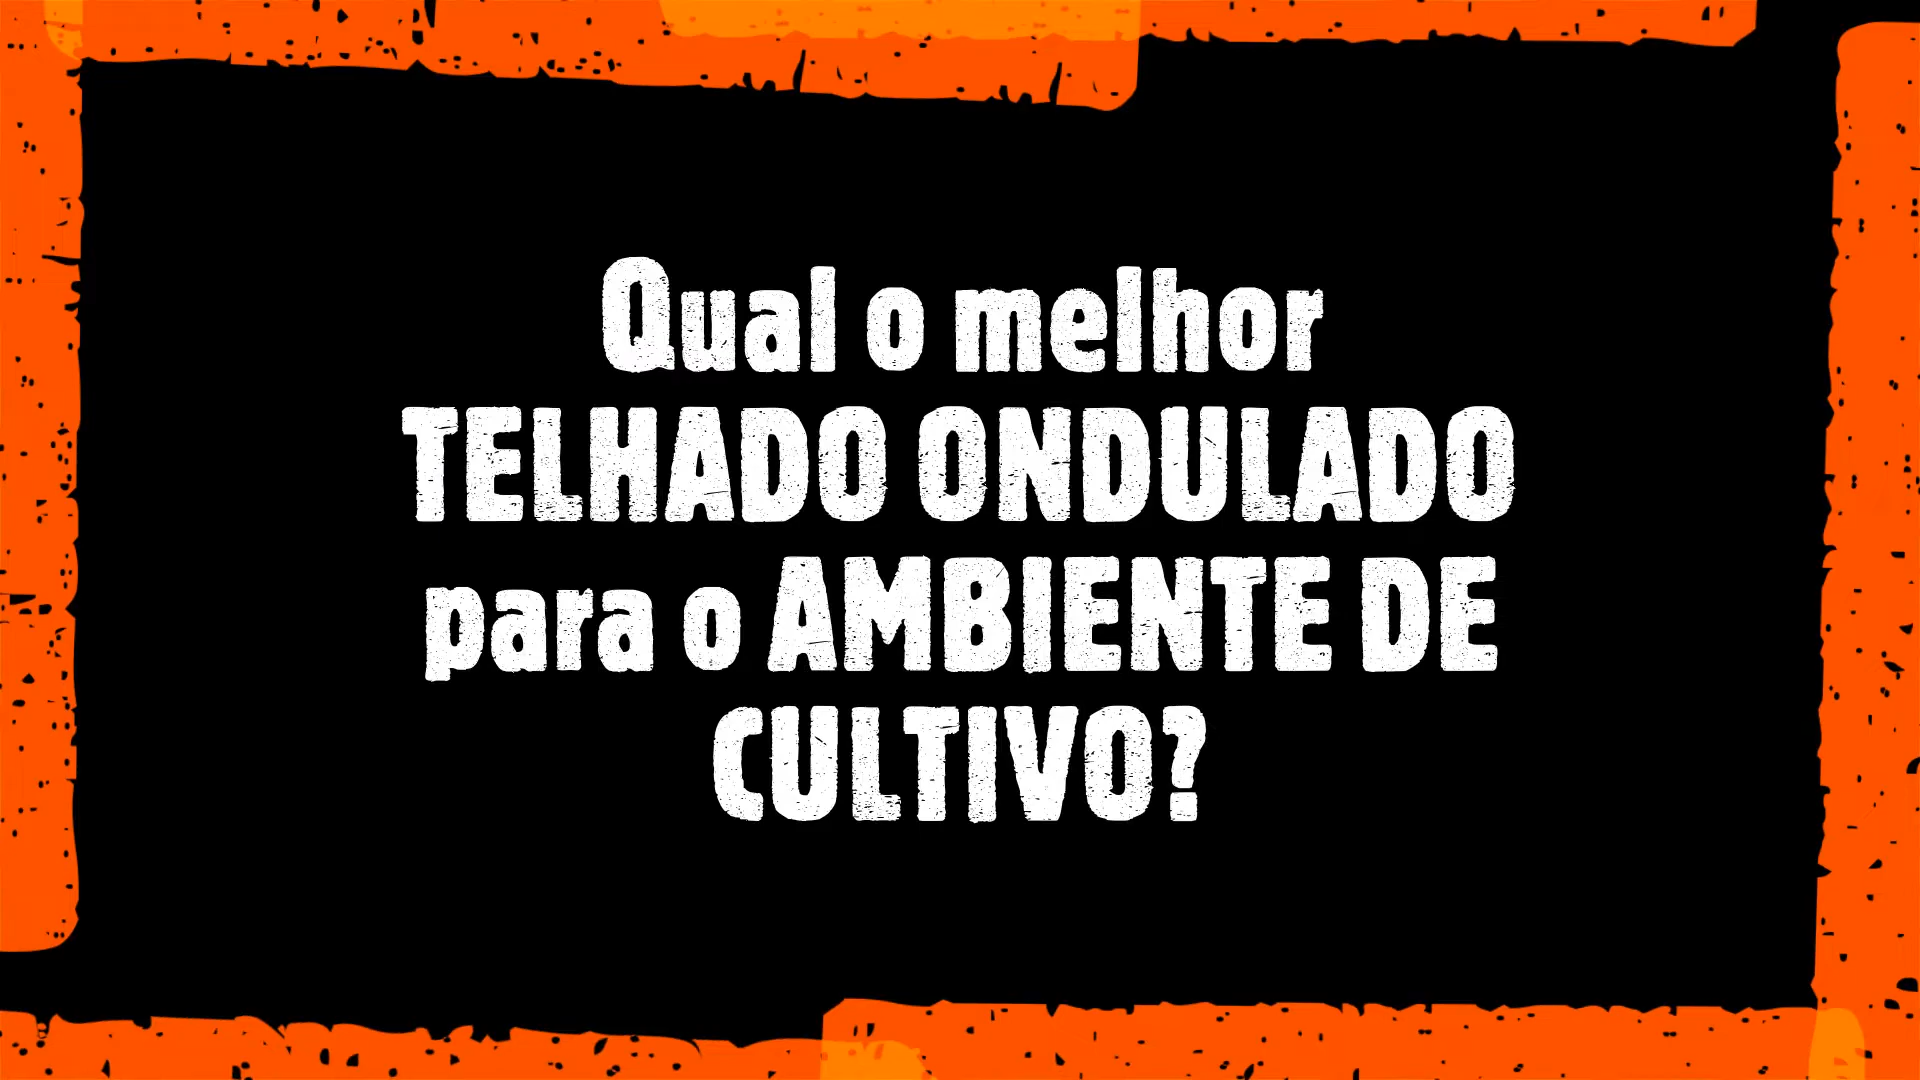 Qual o melhor
TELHADO ONDULADO
para o AMBIENTE DE
CULTIVO?